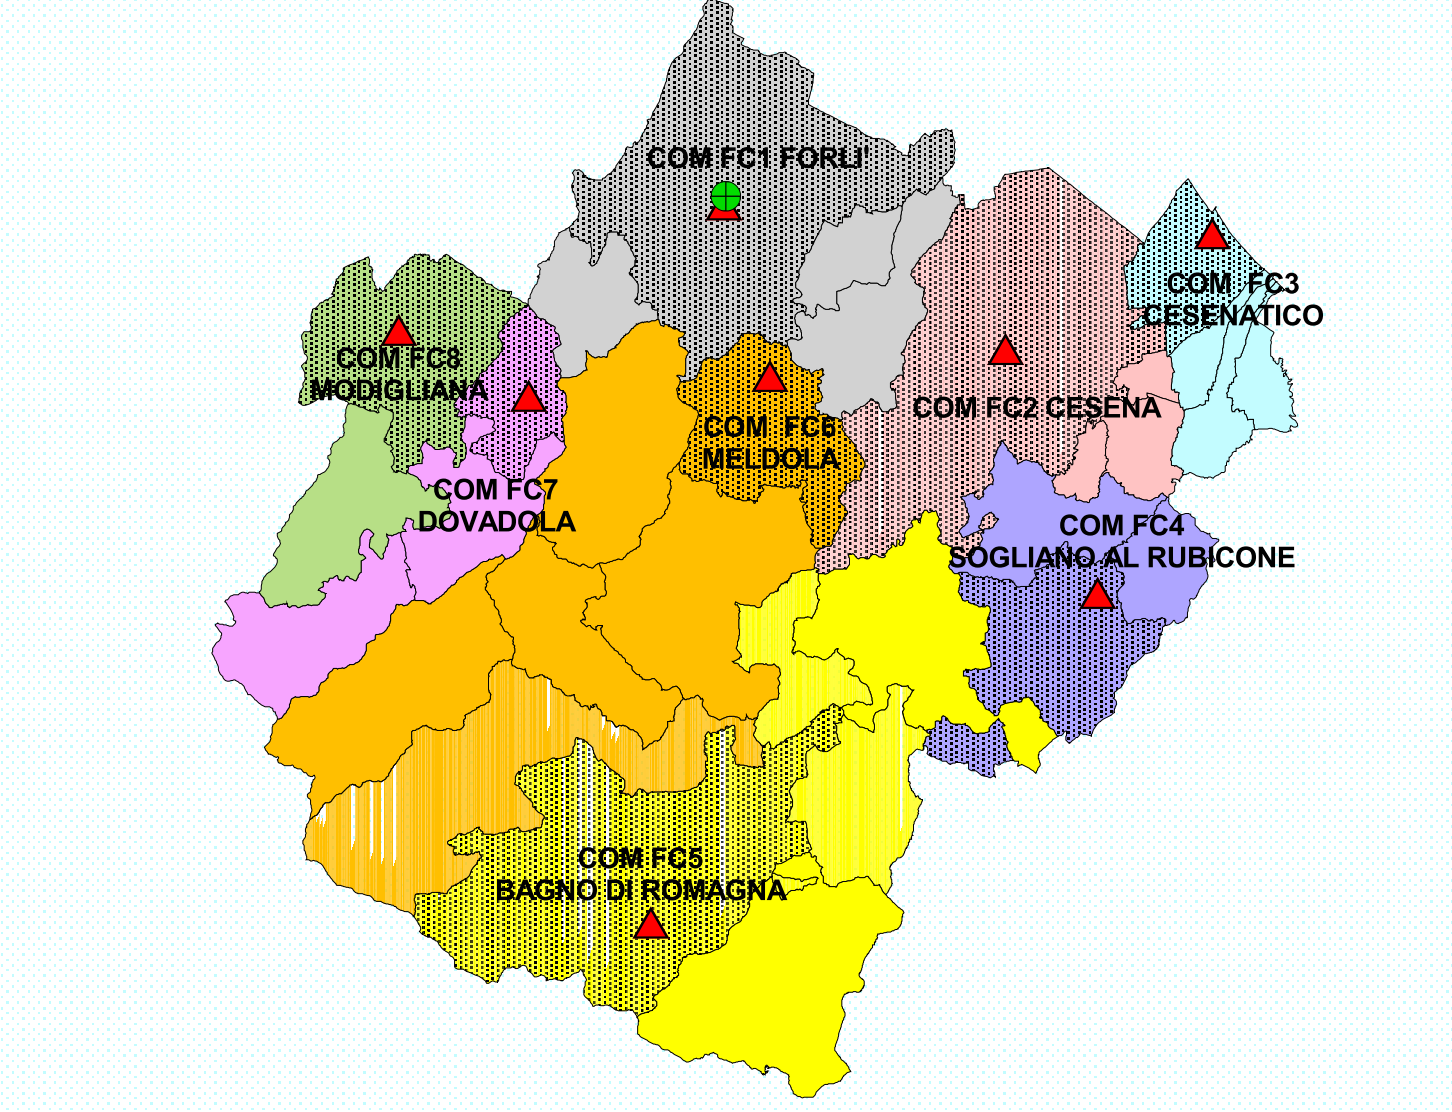 COM FC1 FORLI'
COM FC3
CESENATICO
COM FC8
MODIGLIANA
COM FC2 CESENA
COM FC6
MELDOLA
COM FC7
DOVADOLA
COM FC4
SOGLIANO AL RUBICONE
COM FC5
BAGNO DI ROMAGNA